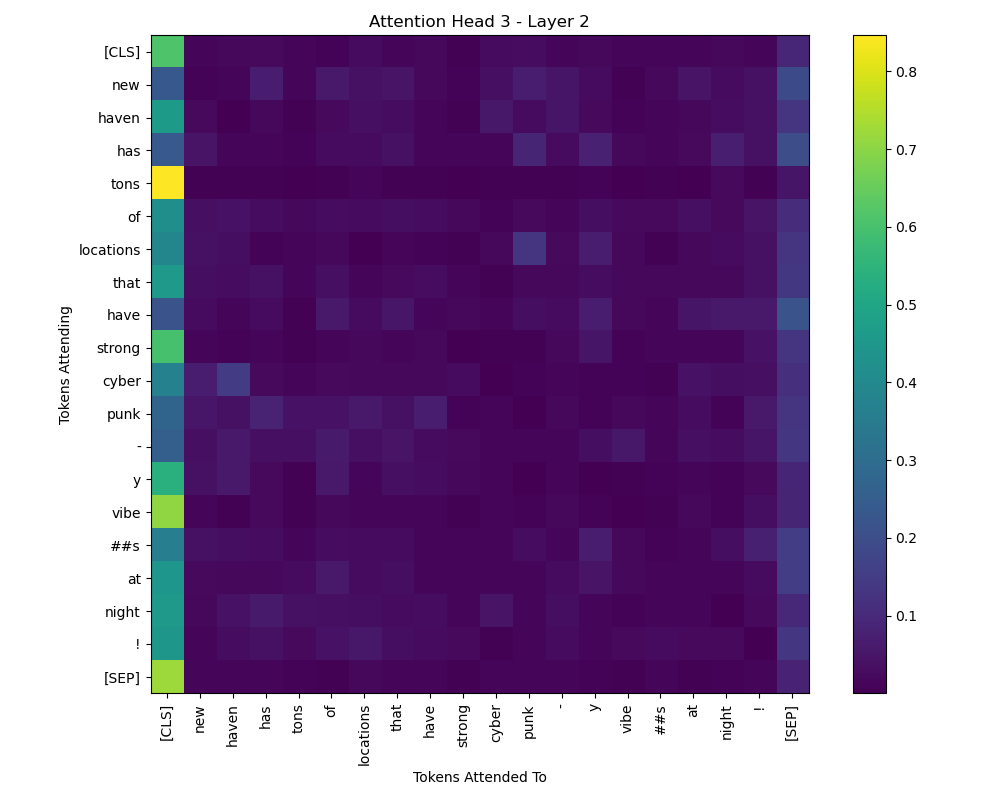 Attention Head 3 - Layer 2
Tokens Attending
[CLS]
new
haven
has
tons
of
locations
that
have
strong
cyber
punk
-
y
vibe
##s
at
night
!
[SEP]
[CLS]
new
haven
has
tons
of
locations
that
have
strong
cyber
punk
-
y
vibe
##s
at
night
!
[SEP]
Tokens Attended To
0.8
0.7
0.6
0.5
0.4
0.3
0.2
0.1